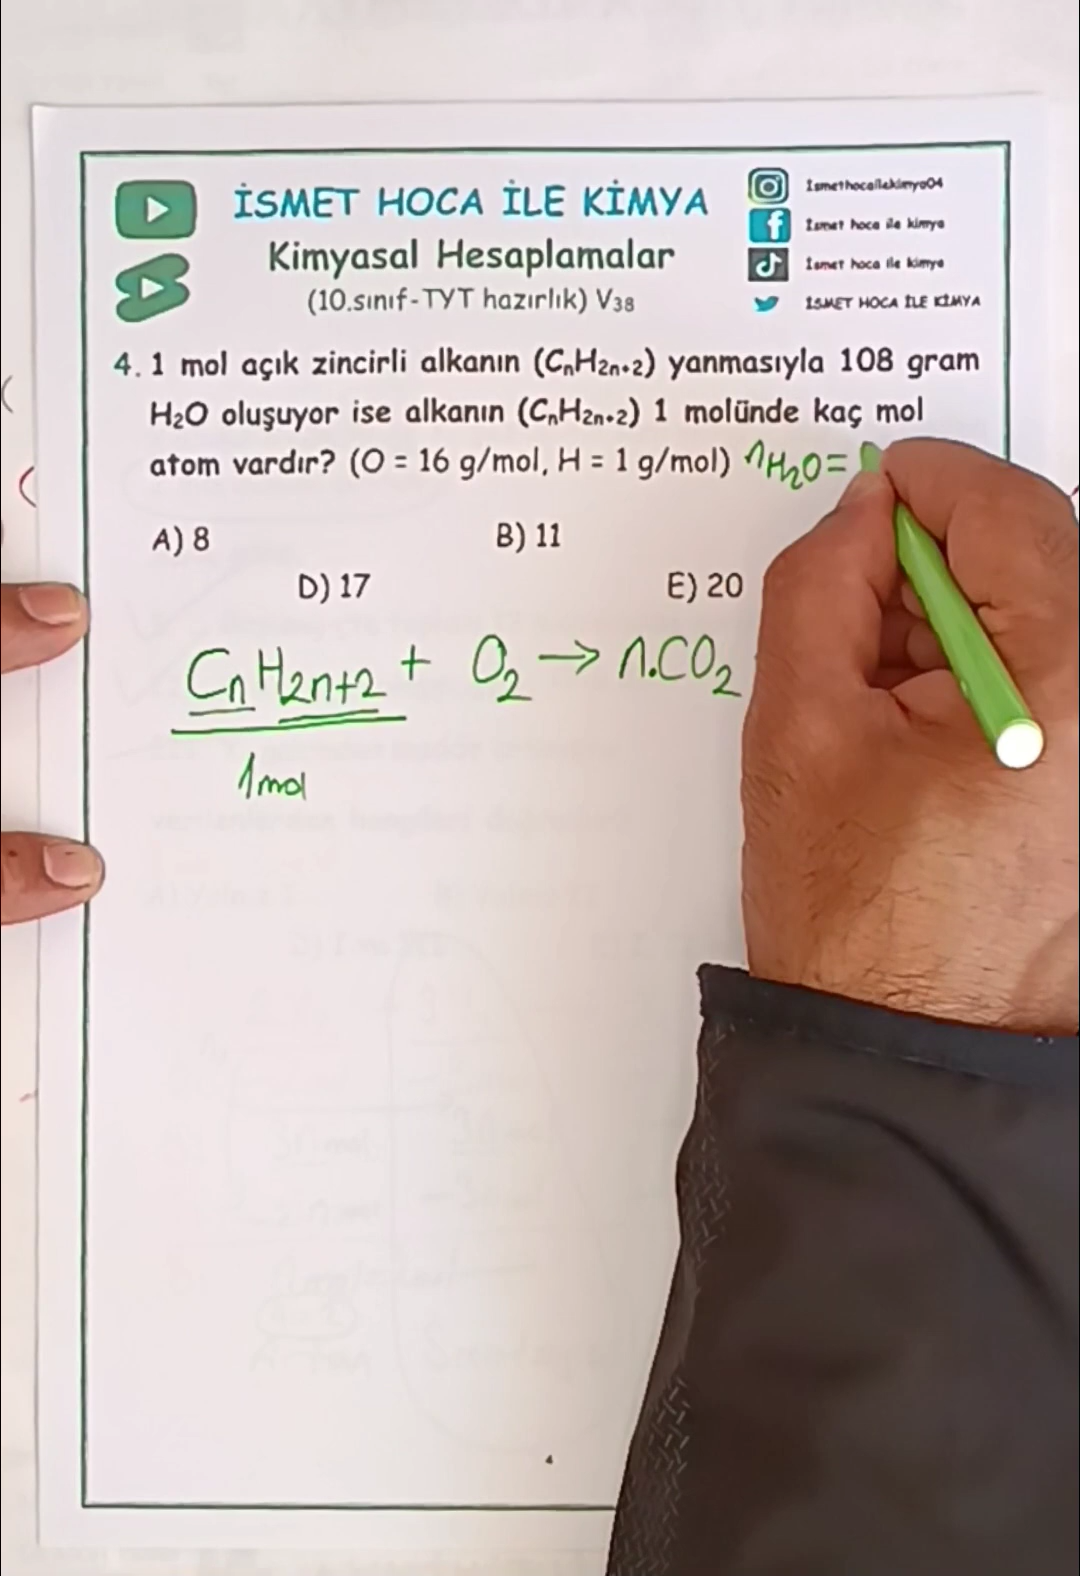 İSMET HOCA İLE KİMYA
Kimyasal Hesaplamalar
(10.sınıf-TYT hazırlık) V38
Ismethocailekimya04
Ismet hoca ile kimya
Ismet hoca ile kimya
ISMET HOCA İLE KİMYA
4. 1 mol açık zincirli alkanın (CnH2n+2) yanmasıyla 108 gram
H2O oluşuyor ise alkanın (CnH2n+2) 1 molünde kaç mol
atom vardır? (O = 16 g/mol, H = 1 g/mol) nH2O=
A) 8
B) 11
D) 17
E) 20
CnH2n+2 + O2 → n.CO2
1mol
4